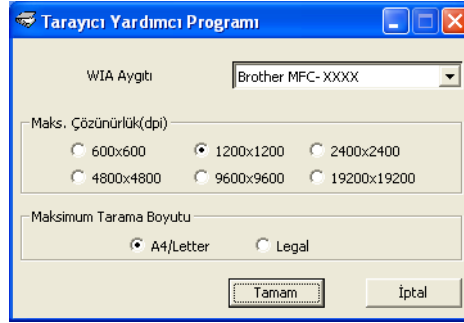 Tarayıcı Yardımcı Programı
WIA Aygıtı Brother MFC- XXXX
Maks. Çözünürlük(dpi)
600x600 1200x1200 2400x2400
4800x4800 9600x9600 19200x19200
Maksimum Tarama Boyutu
A4/Letter Legal
Tamam İptal